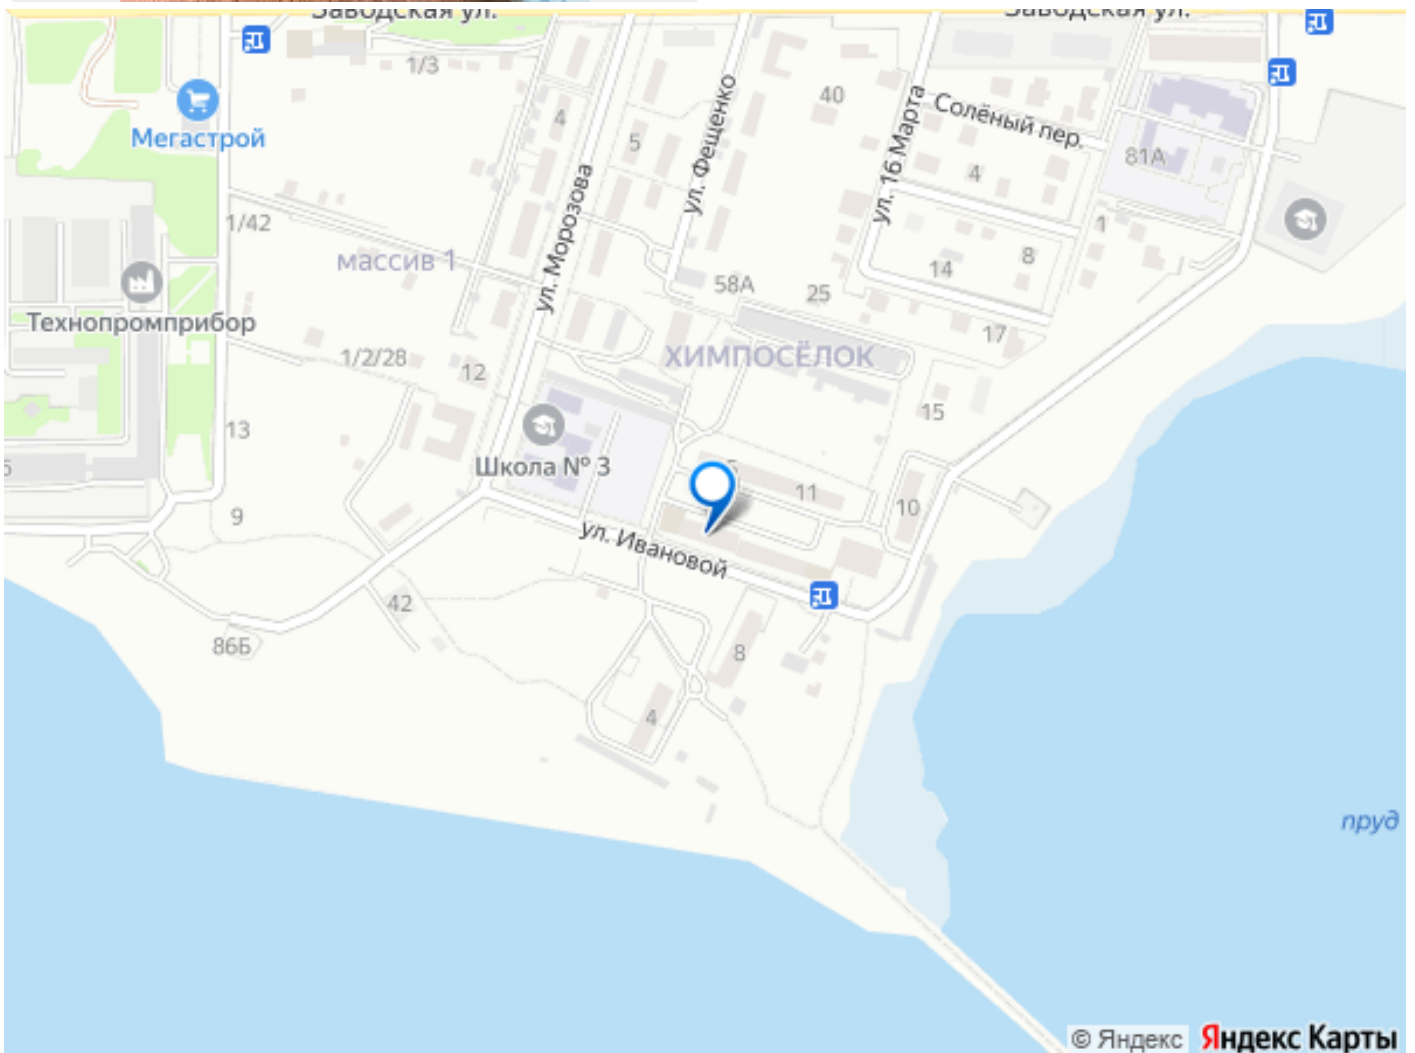 Заводская ул.
Заводская ул.
1/3
Мегастрой
4
5
ул. Фещенко
40
ул. 16 Марта
Солёный пер.
81А
4
1/42
массив 1
ул. Морозова
1
8
14
58А
25
17
Технопромприбор
ХИМПОСЁЛОК
1/2/28
12
15
13
Школа № 3
11
10
9
ул. Ивановой
42
86Б
8
4
пруд
© Яндекс Яндекс Карты